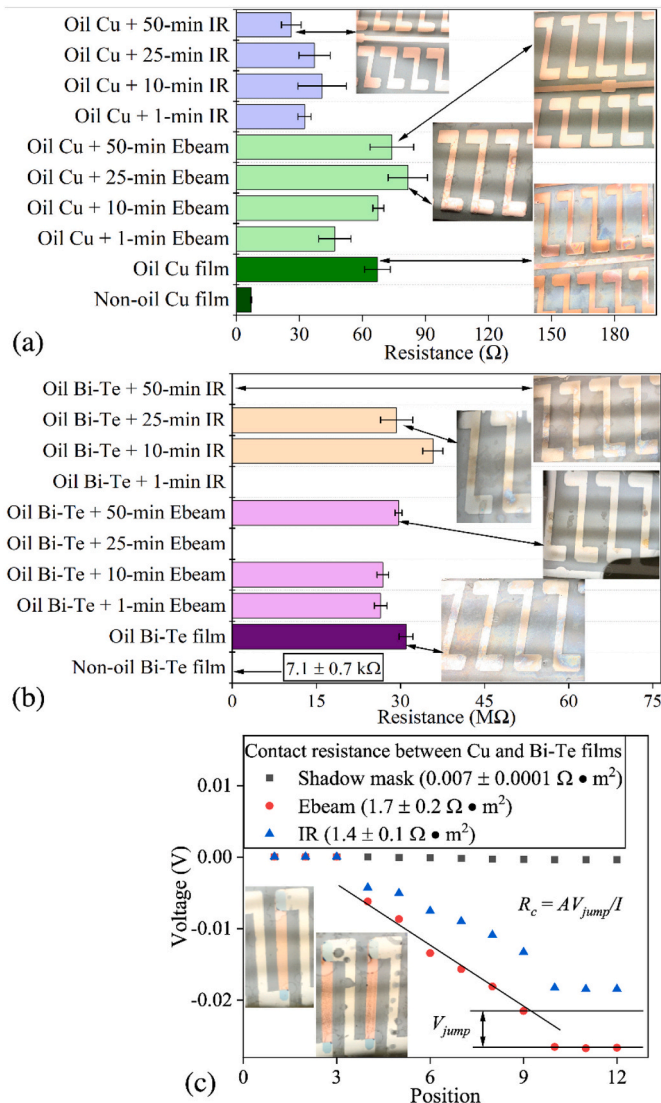 Oil Cu + 50-min IR
Oil Cu + 25-min IR
Oil Cu + 10-min IR
Oil Cu + 1-min IR
Oil Cu + 50-min Ebeam
Oil Cu + 25-min Ebeam
Oil Cu + 10-min Ebeam
Oil Cu + 1-min Ebeam
Oil Cu film
Non-oil Cu film
0 30 60 90 120 150 180
(a)
Resistance (Ω)
Oil Bi-Te + 50-min IR
Oil Bi-Te + 25-min IR
Oil Bi-Te + 10-min IR
Oil Bi-Te + 1-min IR
Oil Bi-Te + 50-min Ebeam
Oil Bi-Te + 25-min Ebeam
Oil Bi-Te + 10-min Ebeam
Oil Bi-Te + 1-min Ebeam
Oil Bi-Te film
Non-oil Bi-Te film
7.1 ± 0.7 kΩ
0 15 30 45 60 75
(b)
Resistance (MΩ)
Contact resistance between Cu and Bi-Te films
Shadow mask (0.007 ± 0.0001 Ω • m²)
Ebeam (1.7 ± 0.2 Ω • m²)
IR (1.4 ± 0.1 Ω • m²)
0.01
0.00
-0.01
-0.02
Voltage (V)
R_c = AV_jump/I
V_jump
0 3 6 9 12
(c)
Position